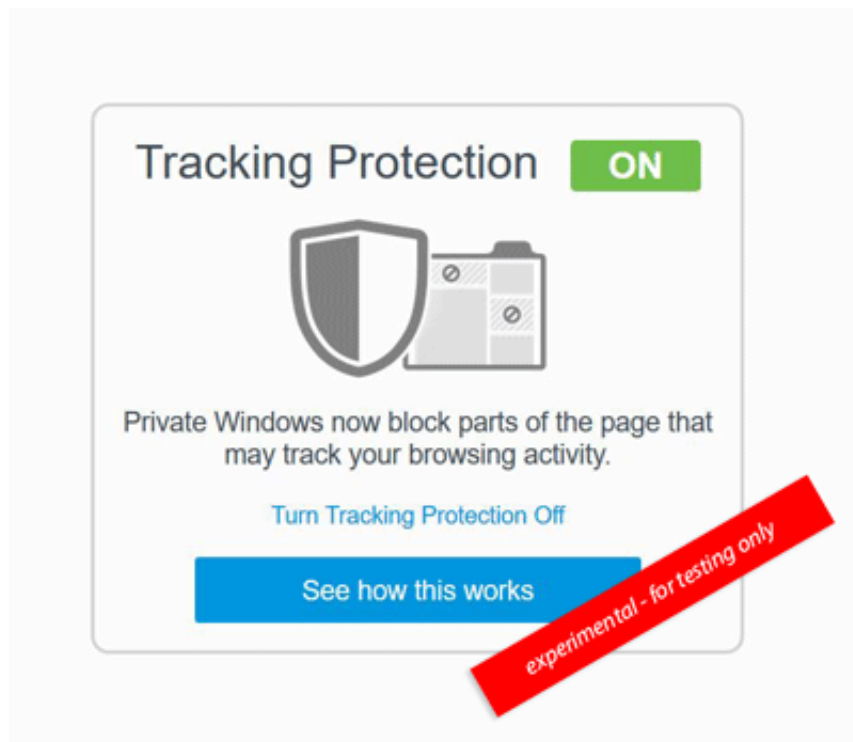 Tracking Protection ON
Private Windows now block parts of the page that
may track your browsing activity.
Turn Tracking Protection Off
See how this works
experimental - for testing only